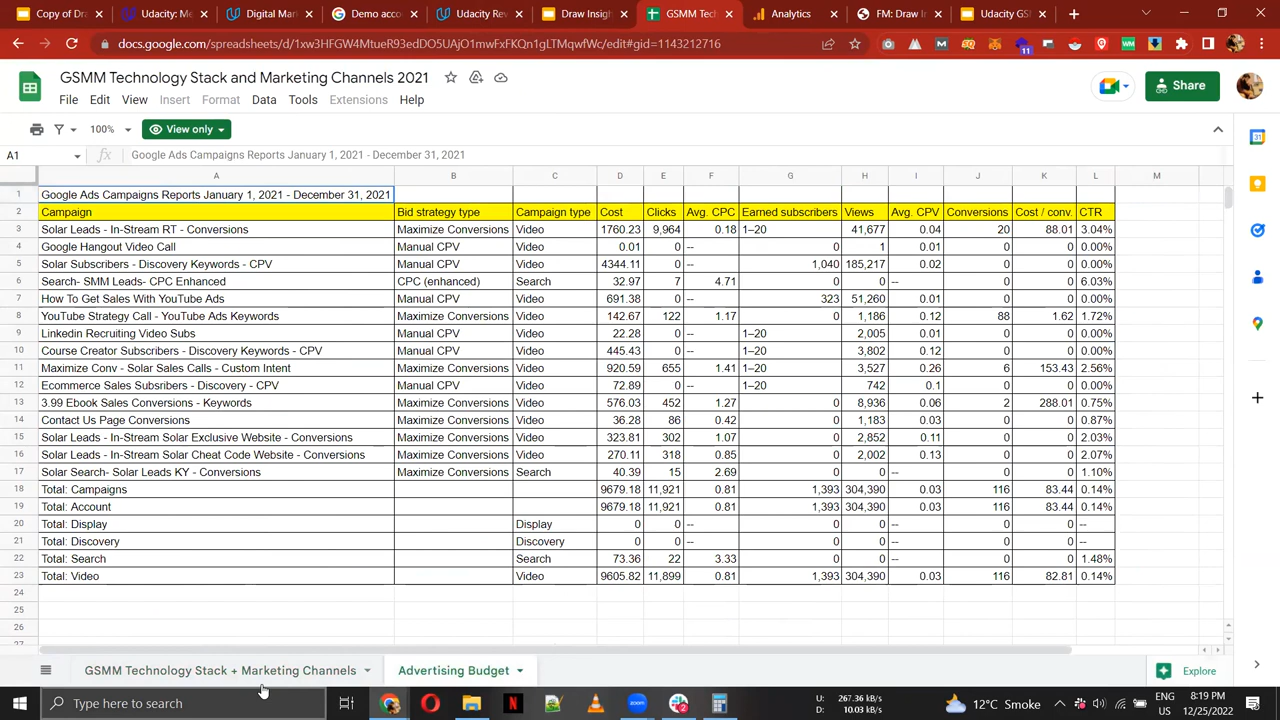 Copy of D
Udacity: M
Digital Mar
Demo acco
Udacity Re
Draw Insig
GSMM Tec
Analytics
FM: Draw I
Udacity GS
docs.google.com/spreadsheets/d/1xw3HFGW4MtueR93edDO5UAjO1mwFxFKQn1gLTMqwfWc/edit#gid=1143212716
11
GSMM Technology Stack and Marketing Channels 2021
Share
File Edit View Insert Format Data Tools Extensions Help
100% View only
A1 fx Google Ads Campaigns Reports January 1, 2021 - December 31, 2021
A B C D E F G H I J K L M
1 Google Ads Campaigns Reports January 1, 2021 - December 31, 2021
2 Campaign Bid strategy type Campaign type Cost Clicks Avg. CPC Earned subscribers Views Avg. CPV Conversions Cost / conv. CTR
3 Solar Leads - In-Stream RT - Conversions Maximize Conversions Video 1760.23 9,964 0.18 1–20 41,677 0.04 20 88.01 3.04%
4 Google Hangout Video Call Manual CPV Video 0.01 0 -- 0 1 0.01 0 0 0.00%
5 Solar Subscribers - Discovery Keywords - CPV Manual CPV Video 4344.11 0 -- 1,040 185,217 0.02 0 0 0.00%
6 Search- SMM Leads- CPC Enhanced CPC (enhanced) Search 32.97 7 4.71 0 0 -- 0 0 6.03%
7 How To Get Sales With YouTube Ads Manual CPV Video 691.38 0 -- 323 51,260 0.01 0 0 0.00%
8 YouTube Strategy Call - YouTube Ads Keywords Maximize Conversions Video 142.67 122 1.17 0 1,186 0.12 88 1.62 1.72%
9 Linkedin Recruiting Video Subs Manual CPV Video 22.28 0 -- 1–20 2,005 0.01 0 0 0.00%
10 Course Creator Subscribers - Discovery Keywords - CPV Manual CPV Video 445.43 0 -- 1–20 3,802 0.12 0 0 0.00%
11 Maximize Conv - Solar Sales Calls - Custom Intent Maximize Conversions Video 920.59 655 1.41 1–20 3,527 0.26 6 153.43 2.56%
12 Ecommerce Sales Subsribers - Discovery - CPV Manual CPV Video 72.89 0 -- 1–20 742 0.1 0 0 0.00%
13 3.99 Ebook Sales Conversions - Keywords Maximize Conversions Video 576.03 452 1.27 0 8,936 0.06 2 288.01 0.75%
14 Contact Us Page Conversions Maximize Conversions Video 36.28 86 0.42 0 1,183 0.03 0 0 0.87%
15 Solar Leads - In-Stream Solar Exclusive Website - Conversions Maximize Conversions Video 323.81 302 1.07 0 2,852 0.11 0 0 2.03%
16 Solar Leads - In-Stream Solar Cheat Code Website - Conversions Maximize Conversions Video 270.11 318 0.85 0 2,002 0.13 0 0 2.07%
17 Solar Search- Solar Leads KY - Conversions Maximize Conversions Search 40.39 15 2.69 0 0 -- 0 0 1.10%
18 Total: Campaigns 9679.18 11,921 0.81 1,393 304,390 0.03 116 83.44 0.14%
19 Total: Account 9679.18 11,921 0.81 1,393 304,390 0.03 116 83.44 0.14%
20 Total: Display Display 0 0 -- 0 0 -- 0 0 --
21 Total: Discovery Discovery 0 0 -- 0 0 -- 0 0 --
22 Total: Search Search 73.36 22 3.33 0 0 -- 0 0 1.48%
23 Total: Video Video 9605.82 11,899 0.81 1,393 304,390 0.03 116 82.81 0.14%
24
25
26
27
GSMM Technology Stack + Marketing Channels Advertising Budget Explore
Type here to search
U: 267.36 kB/s
D: 10.03 kB/s
12°C Smoke
ENG
US
8:19 PM
12/25/2022